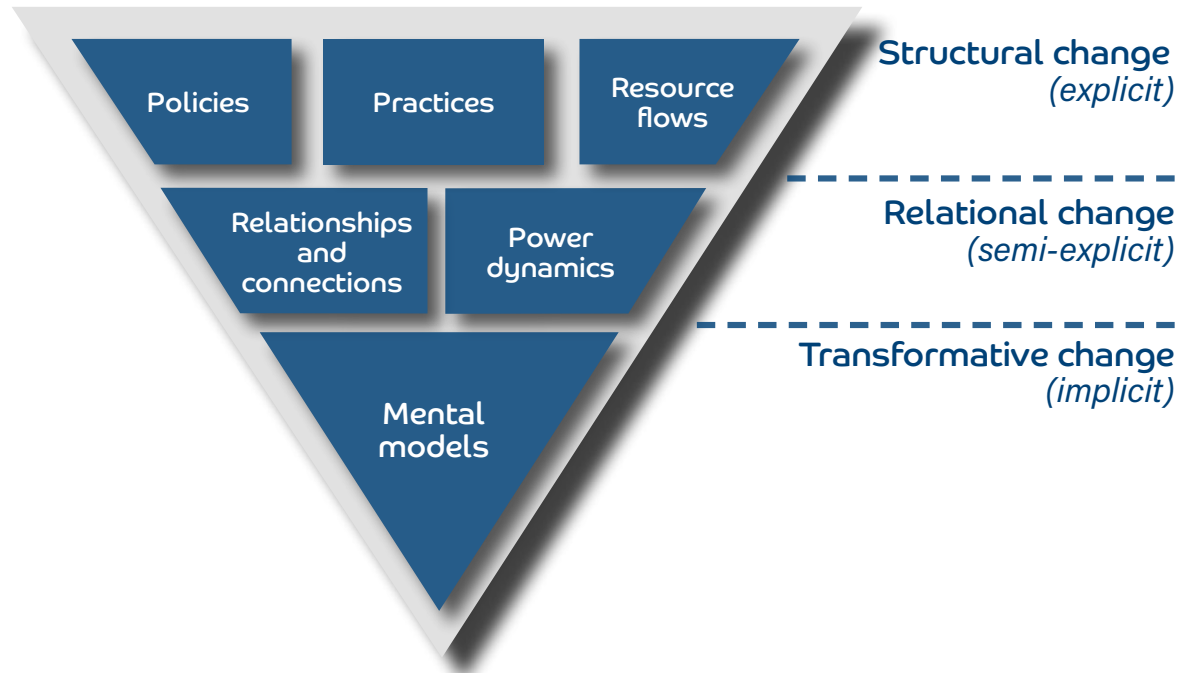 Policies
Practices
Resource
flows
Structural change
(explicit)
Relationships
and
connections
Power
dynamics
Relational change
(semi-explicit)
Mental
models
Transformative change
(implicit)